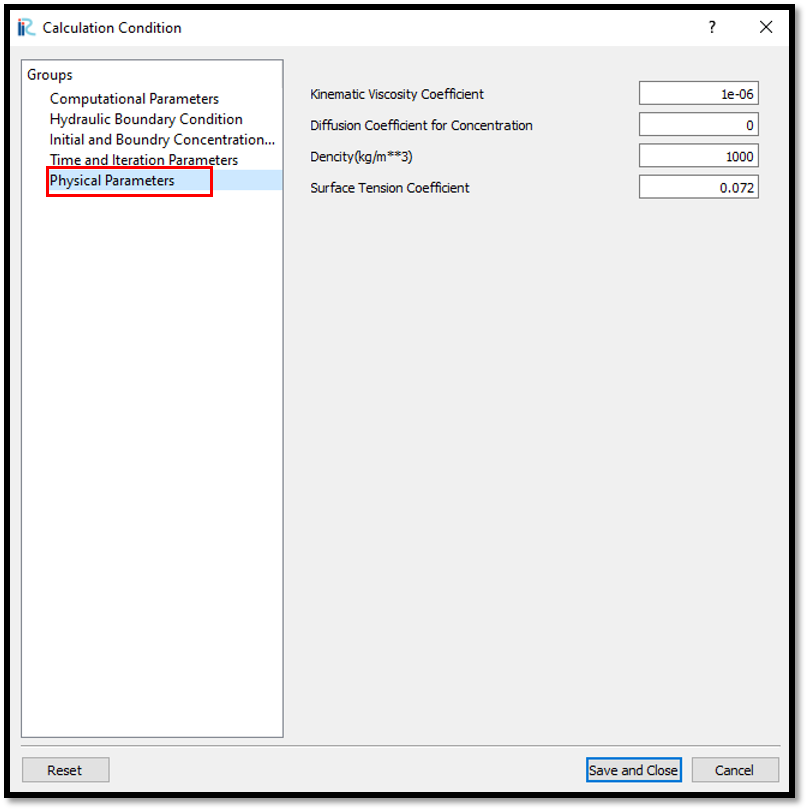 Calculation Condition
Groups
Computational Parameters
Hydraulic Boundary Condition
Initial and Boundry Concentration...
Time and Iteration Parameters
Physical Parameters
Kinematic Viscosity Coefficient 1e-06
Diffusion Coefficient for Concentration 0
Dencity(kg/m**3) 1000
Surface Tension Coefficient 0.072
Reset
Save and Close
Cancel